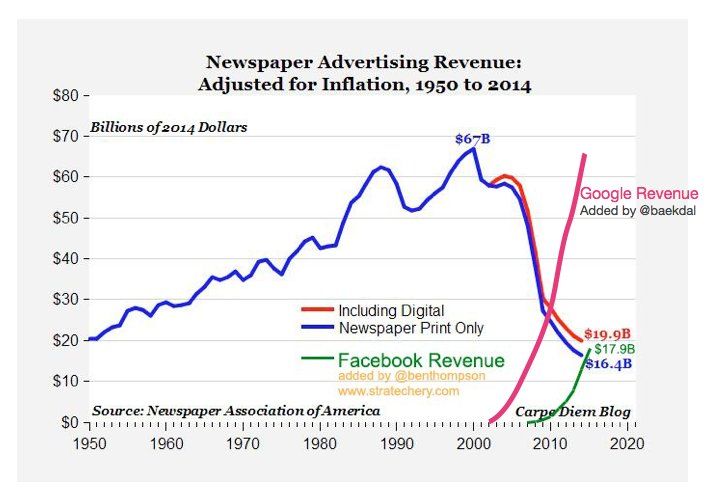 Newspaper Advertising Revenue:
Adjusted for Inflation, 1950 to 2014
$80
$70
$60
$50
$40
$30
$20
$10
$0
Billions of 2014 Dollars
$67B
Google Revenue
Added by @baekdal
Including Digital
Newspaper Print Only
Facebook Revenue
added by @benthompson
www.stratechery.com
$19.9B
$17.9B
$16.4B
Source: Newspaper Association of America
Carpe Diem Blog
1950 1960 1970 1980 1990 2000 2010 2020